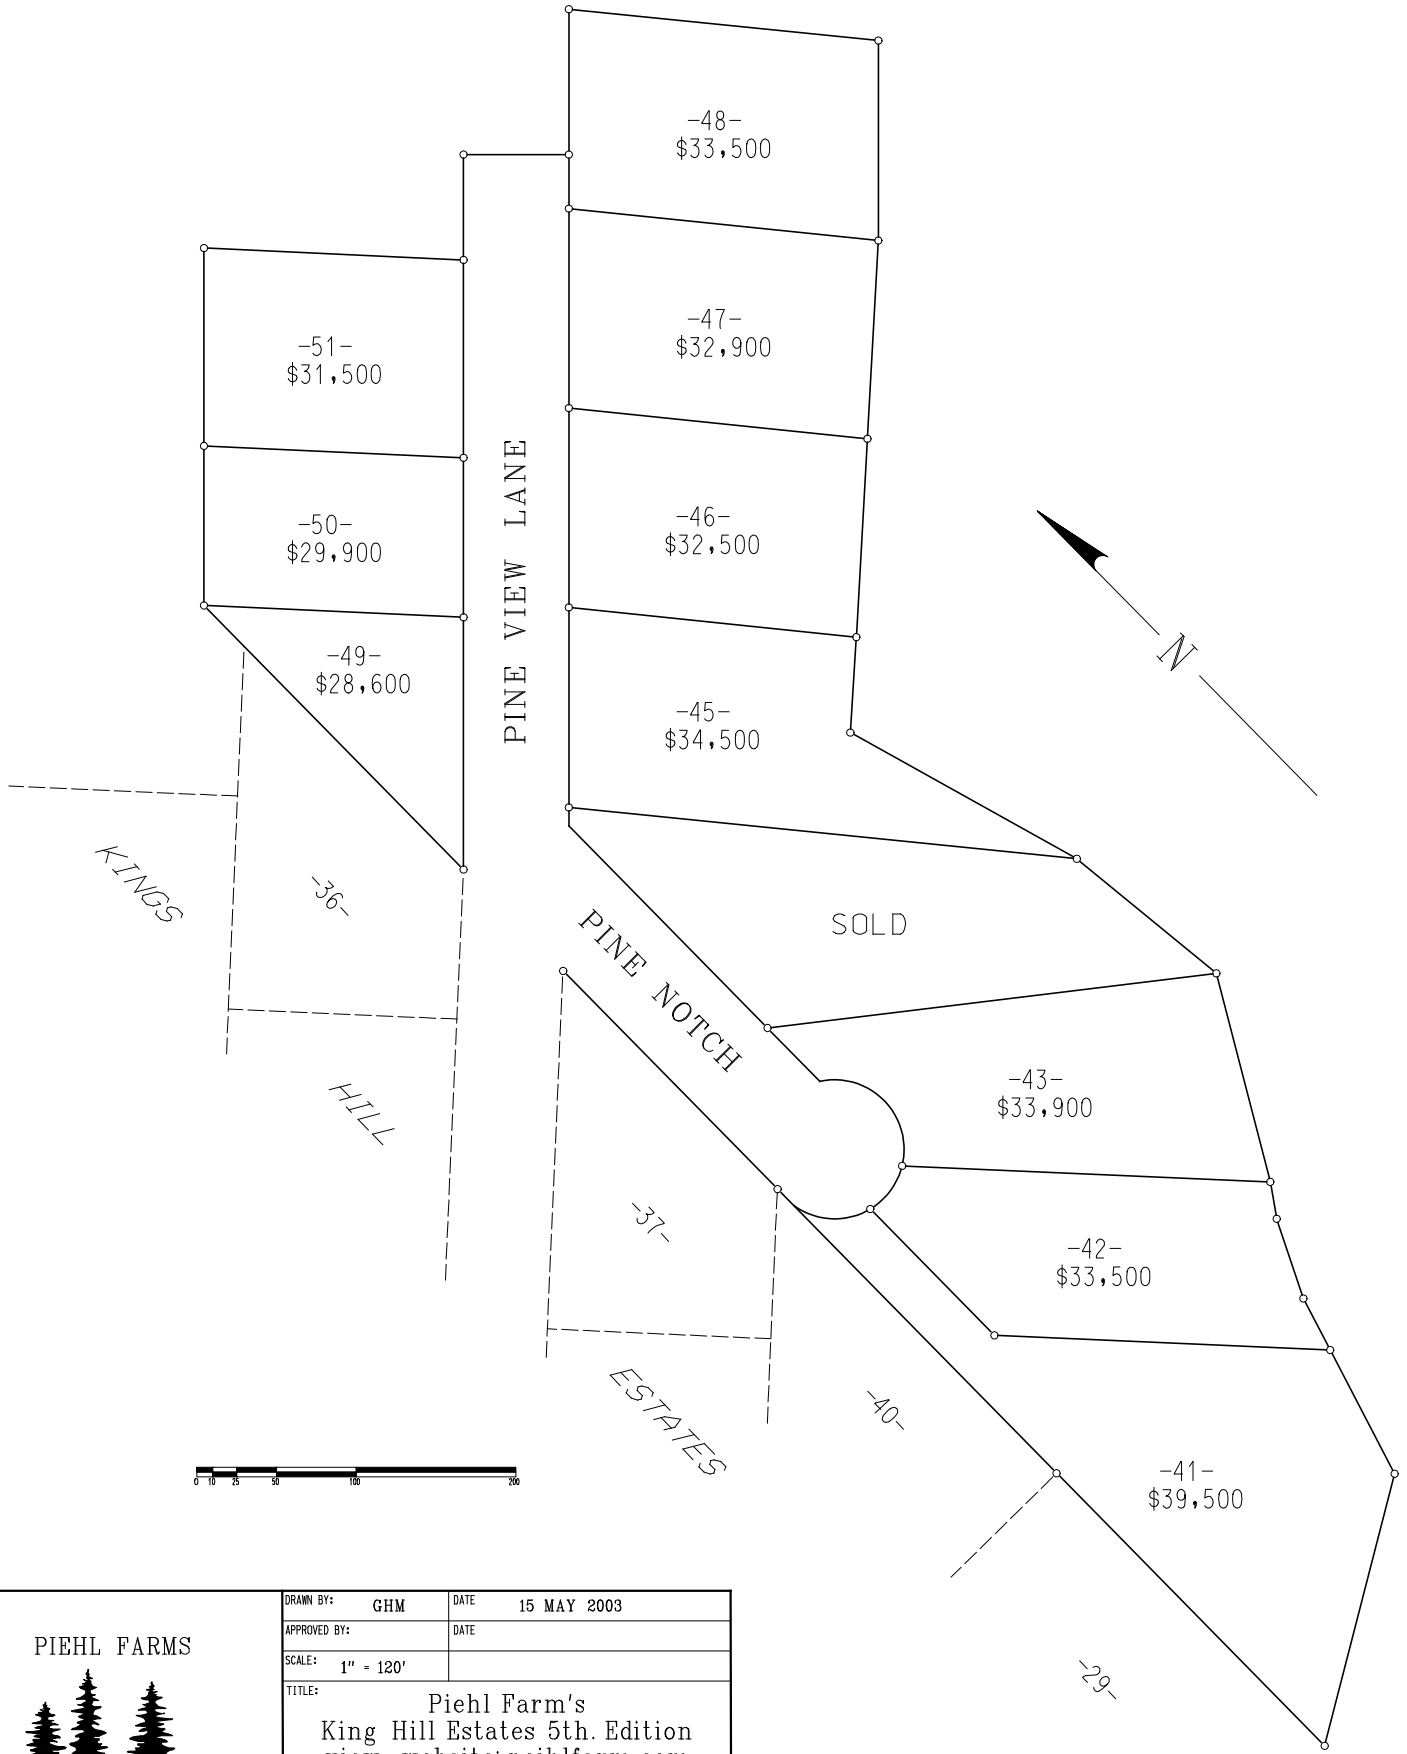 -48-
$33,500
-47-
$32,900
-51-
$31,500
-46-
$32,500
-50-
$29,900
-49-
$28,600
PINE VIEW LANE
-45-
$34,500
N
KINGS
-36-
SOLD
PINE NOTCH
HILL
-43-
$33,900
-37-
-42-
$33,500
ESTATES
-40-
-41-
$39,500
-29-
0 10 25 50 100 200
PIEHL FARMS
DRAWN BY: GHM
DATE 15 MAY 2003
APPROVED BY:
DATE
SCALE: 1" = 120'
TITLE:
Piehl Farm's
King Hill Estates 5th. Edition